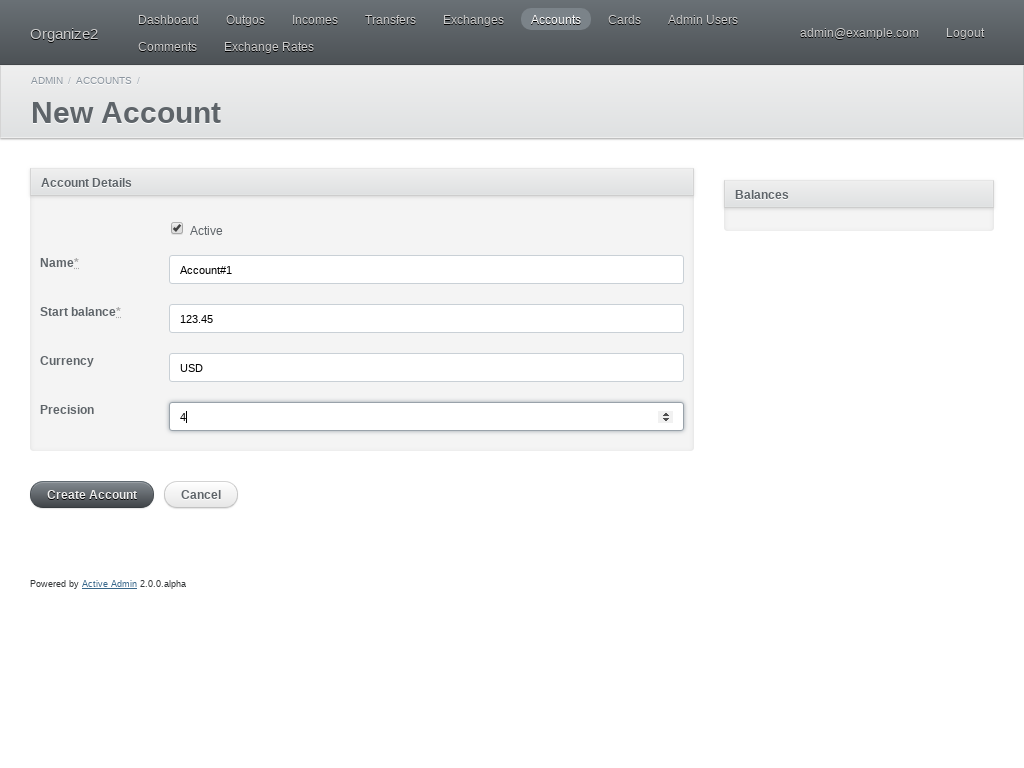 Organize2
Dashboard Outgos Incomes Transfers Exchanges Accounts Cards Admin Users
Comments Exchange Rates
admin@example.com Logout
ADMIN / ACCOUNTS /
New Account
Account Details
Active
Name* Account#1
Start balance* 123.45
Currency USD
Precision 4
Create Account Cancel
Balances
Powered by Active Admin 2.0.0.alpha